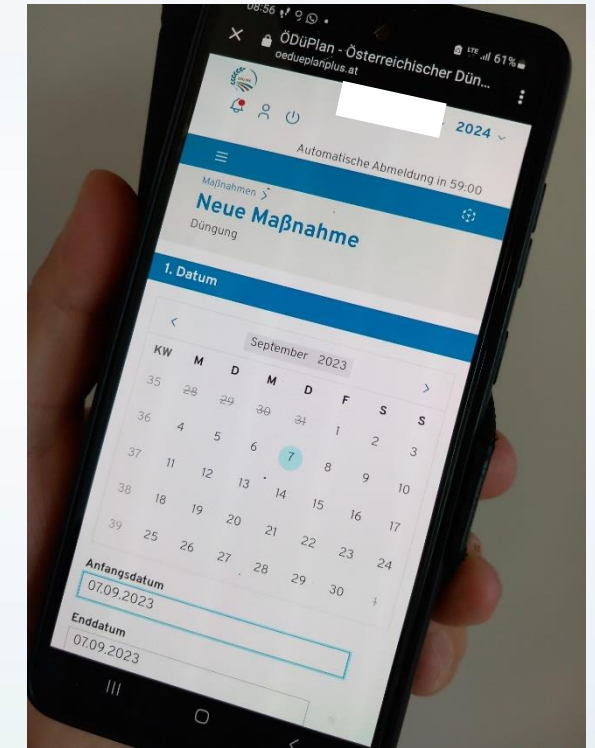 08:56
LTE 61%
ÖDüPlan - Österreichischer Dün...
oedueplanplus.at
2024
Automatische Abmeldung in 59:00
Maßnahmen >
Neue Maßnahme
Düngung
1. Datum
< September 2023 >
KW M D M D F S S
35 28 29 30 31 1 2 3
36 4 5 6 7 8 9 10
37 11 12 13 14 15 16 17
38 18 19 20 21 22 23 24
39 25 26 27 28 29 30 1
Anfangsdatum
07.09.2023
Enddatum
07.09.2023